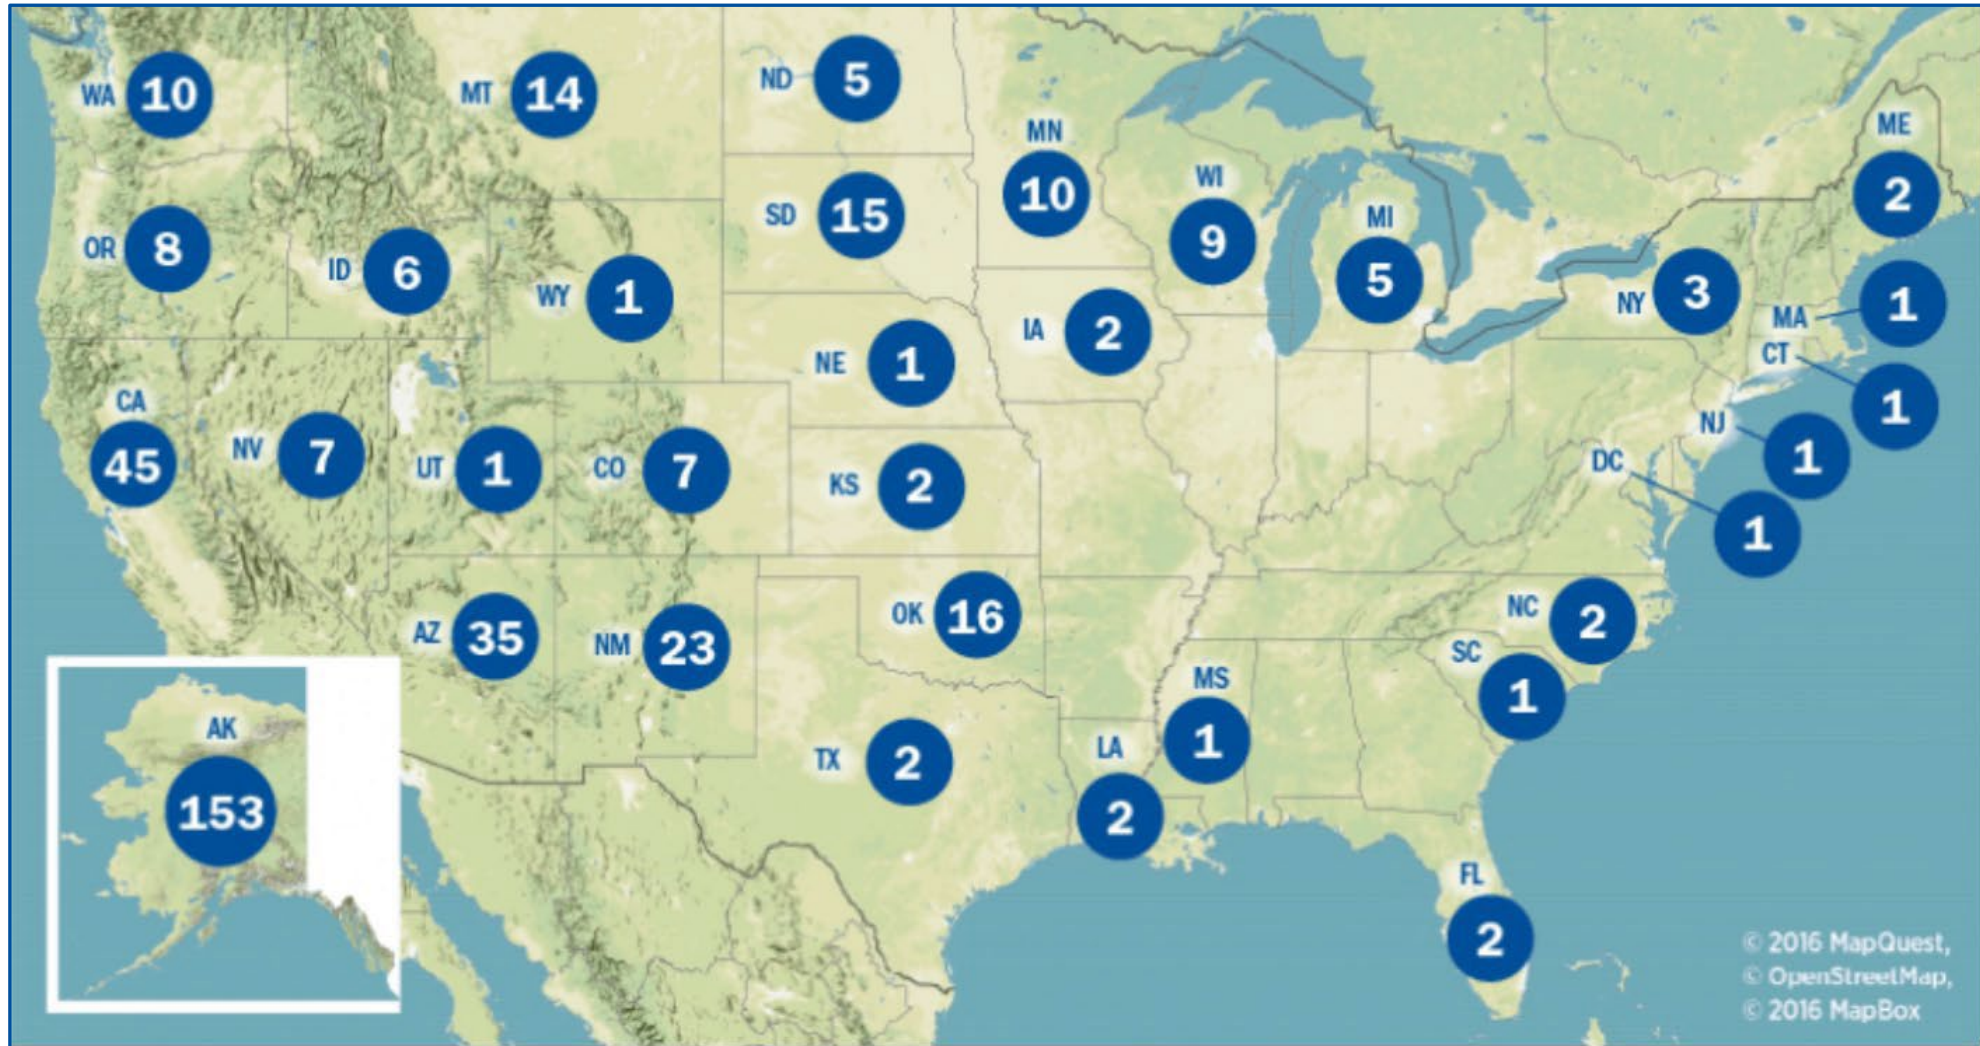 WA 10
MT 14
ND 5
MN
10
WI
9
MI
5
ME
2
OR 8
ID 6
WY 1
SD 15
NE 1
IA 2
NY 3
MA 1
CT 1
NJ 1
DC 1
CA
45
NV 7
UT 1
CO 7
KS 2
AZ 35
NM 23
OK 16
TX 2
LA
2
MS
1
NC 2
SC
1
FL
2
AK
153
© 2016 MapQuest,
© OpenStreetMap,
© 2016 MapBox